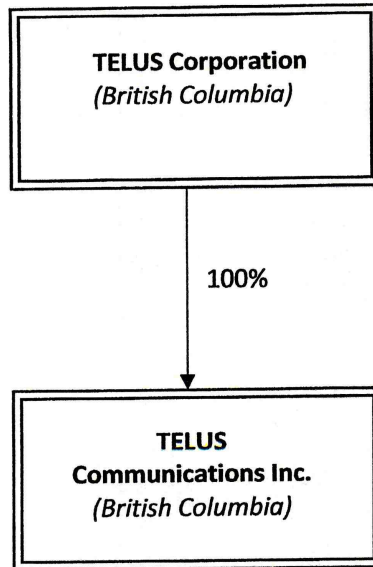 TELUS Corporation
(British Columbia)
100%
TELUS
Communications Inc.
(British Columbia)